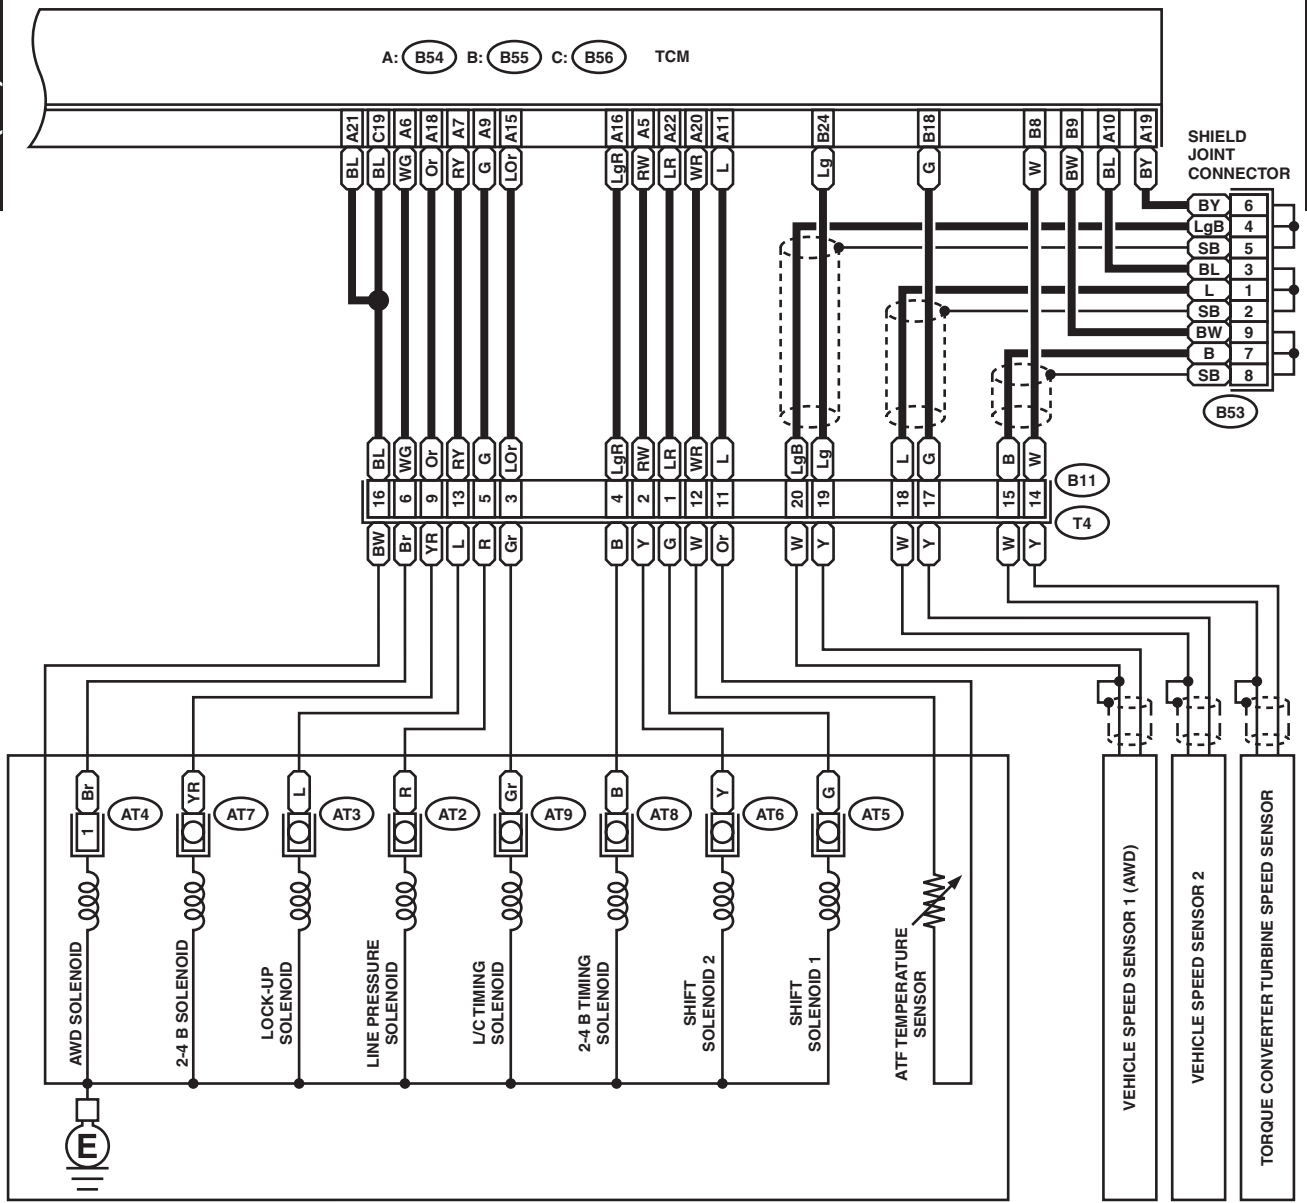 A: B54 B: B55 C: B56 TCM
A21 C19 A6 A18 A7 A9 A15 A16 A5 A22 A20 A11 B24 B18 B8 B9 A10 A19
BL BL WG Or RY G LOr LgR RW LR WR L Lg G W BW BL BY
SHIELD
JOINT
CONNECTOR
BY 6
LgB 4
SB 5
BL 3
L 1
SB 2
BW 9
B 7
SB 8
B53
BL WG Or RY G LOr LgR RW LR WR L LgB Lg L G B W
16 6 9 13 5 3 4 2 1 12 11 20 19 18 17 15 14
B11
T4
BW Br YR L R Gr B Y G W Or W Y W Y W Y
Br YR L R Gr B Y G
1
AT4 AT7 AT3 AT2 AT9 AT8 AT6 AT5
AWD SOLENOID
2-4 B SOLENOID
LOCK-UP
SOLENOID
LINE PRESSURE
SOLENOID
L/C TIMING
SOLENOID
2-4 B TIMING
SOLENOID
SHIFT
SOLENOID 2
SHIFT
SOLENOID 1
ATF TEMPERATURE
SENSOR
VEHICLE SPEED SENSOR 1 (AWD)
VEHICLE SPEED SENSOR 2
TORQUE CONVERTER TURBINE SPEED SENSOR
E